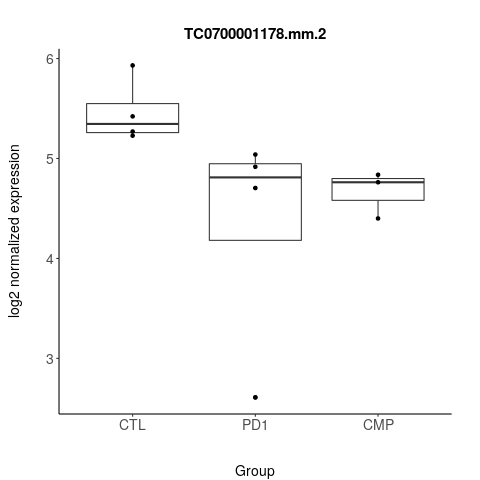 TC0700001178.mm.2
log2 normalized expression
6
5
4
3
CTL PD1 CMP
Group